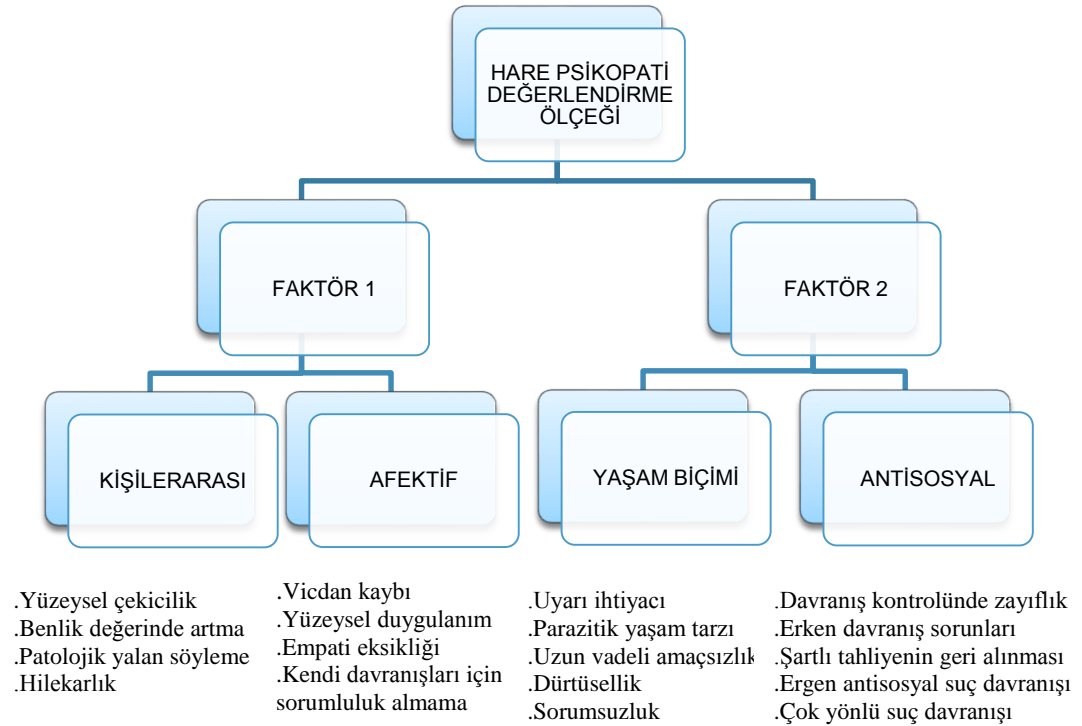 HARE PSİKOPATİ
DEĞERLENDİRME
ÖLÇEĞİ
FAKTÖR 1
FAKTÖR 2
KİŞİLERARASI
AFEKTİF
YAŞAM BİÇİMİ
ANTİSOSYAL
.Yüzeysel çekicilik
.Benlik değerinde artma
.Patolojik yalan söyleme
.Hilekarlık
.Vicdan kaybı
.Yüzeysel duygulanım
.Empati eksikliği
.Kendi davranışları için
sorumluluk almama
.Uyarı ihtiyacı
.Parazitik yaşam tarzı
.Uzun vadeli amaçsızlık
.Dürtüsellik
.Sorumsuzluk
.Davranış kontrolünde zayıflık
.Erken davranış sorunları
.Şartlı tahliyenin geri alınması
.Ergen antisosyal suç davranışı
.Çok yönlü suç davranışı